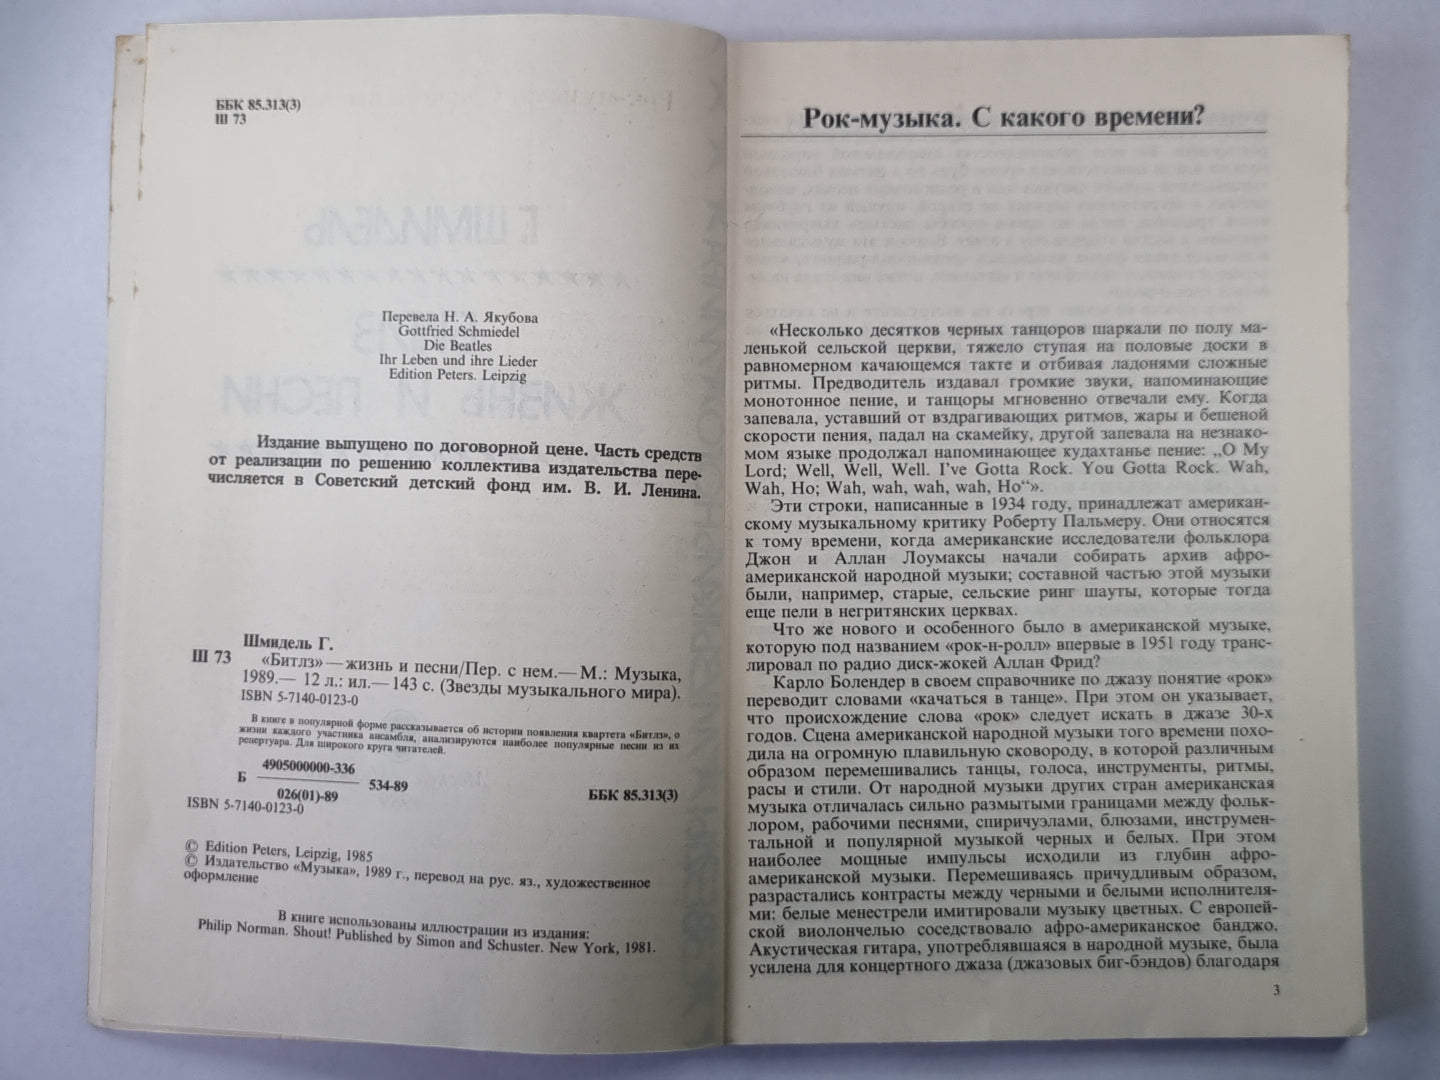 ББК 85.313(3)
Ш 73
Перевела Н. А. Якубова
Gottfried Schmiedel
Die Beatles
Ihr Leben und ihre Lieder
Edition Peters. Leipzig
Издание выпущено по договорной цене. Часть средств
от реализации по решению коллектива издательства пере-
числяется в Советский детский фонд им. В. И. Ленина.
Шмидель Г.
Ш 73
«Битлз» — жизнь и песни/Пер. с нем.— М.: Музыка,
1989.— 12 л.: ил.— 143 с. (Звезды музыкального мира).
ISBN 5-7140-0123-0
В книге в популярной форме рассказывается об истории появления квартета «Битлз», о
жизни каждого участника ансамбля, анализируются наиболее популярные песни из их
репертуара. Для широкого круга читателей.
Б 4905000000-336 534-89
026(01)-89
ББК 85.313(3)
ISBN 5-7140-0123-0
© Edition Peters, Leipzig, 1985
© Издательство «Музыка», 1989 г., перевод на рус. яз., художественное
оформление
В книге использованы иллюстрации из издания:
Philip Norman. Shout! Published by Simon and Schuster. New York, 1981.
Рок-музыка. С какого времени?
«Несколько десятков черных танцоров шаркали по полу ма-
ленькой сельской церкви, тяжело ступая на половые доски в
равномерном качающемся такте и отбивая ладонями сложные
ритмы. Предводитель издавал громкие звуки, напоминающие
монотонное пение, и танцоры мгновенно отвечали ему. Когда
запевала, уставший от вздрагивающих ритмов, жары и бешеной
скорости пения, падал на скамейку, другой запевала на незнако-
мом языке продолжал напоминающее кудахтанье пение: „O My
Lord; Well, Well, Well. I've Gotta Rock. You Gotta Rock. Wah,
Wah, Ho; Wah, wah, wah, wah, Ho“».
Эти строки, написанные в 1934 году, принадлежат американ-
скому музыкальному критику Роберту Пальмеру. Они относятся
к тому времени, когда американские исследователи фольклора
Джон и Аллан Лоумаксы начали собирать архив афро-
американской народной музыки; составной частью этой музыки
были, например, старые, сельские ринг шауты, которые тогда
еще пели в негритянских церквах.
Что же нового и особенного было в американской музыке,
которую под названием «рок-н-ролл» впервые в 1951 году транс-
лировал по радио диск-жокей Аллан Фрид?
Карло Болендер в своем справочнике по джазу понятие «рок»
переводит словами «качаться в танце». При этом он указывает,
что происхождение слова «рок» следует искать в джазе 30-х
годов. Сцена американской народной музыки того времени похо-
дила на огромную плавильную сковороду, в которой различным
образом перемешивались танцы, голоса, инструменты, ритмы,
расы и стили. От народной музыки других стран американская
музыка отличалась сильно размытыми границами между фольк-
лором, рабочими песнями, спиричуэлами, блюзами, инструмен-
тальной и популярной музыкой черных и белых. При этом
наиболее мощные импульсы исходили из глубин афро-
американской музыки. Перемешиваясь причудливым образом,
разрастались контрасты между черными и белыми исполнителя-
ми: белые менестрели имитировали музыку цветных. С европей-
ской виолончелью соседствовало афро-американское банджо.
Акустическая гитара, употреблявшаяся в народной музыке, была
усилена для концертного джаза (джазовых биг-бэндов) благодаря
3